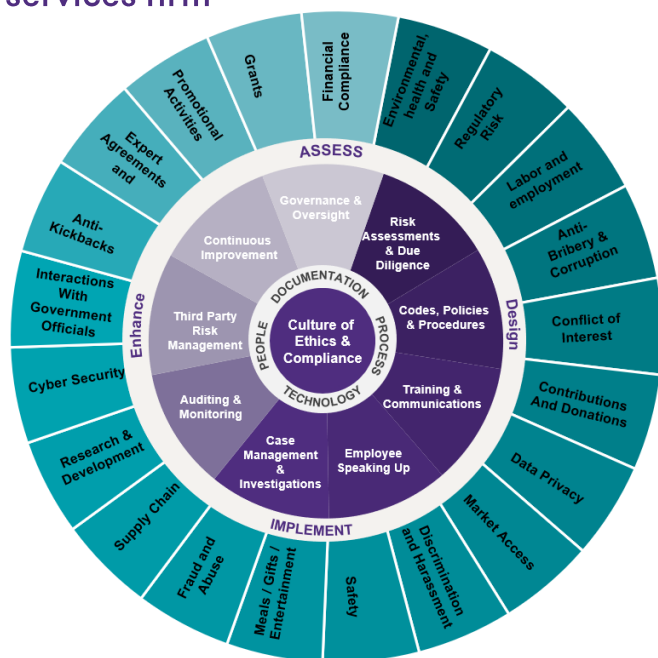 services firm
Financial
Compliance
Environmental,
health and
Safety
Regulatory
Risk
Labor and
employment
Anti-
Bribery &
Corruption
Conflict of
Interest
Contributions
And Donations
Data Privacy
Market Access
Discrimination
and Harassment
Safety
Meals / Gifts /
Entertainment
Fraud and
Abuse
Supply Chain
Research &
Development
Cyber Security
Interactions
With
Government
Officials
Anti-
Kickbacks
Expert
Agreements
and
Promotional
Activities
Grants
ASSESS
Design
IMPLEMENT
Enhance
Governance &
Oversight
Risk
Assessments
& Due
Diligence
Codes, Policies
& Procedures
Training &
Communications
Employee
Speaking Up
Case
Management
&
Investigations
Auditing &
Monitoring
Third Party
Risk
Management
Continuous
Improvement
DOCUMENTATION
PROCESS
TECHNOLOGY
PEOPLE
Culture of
Ethics &
Compliance